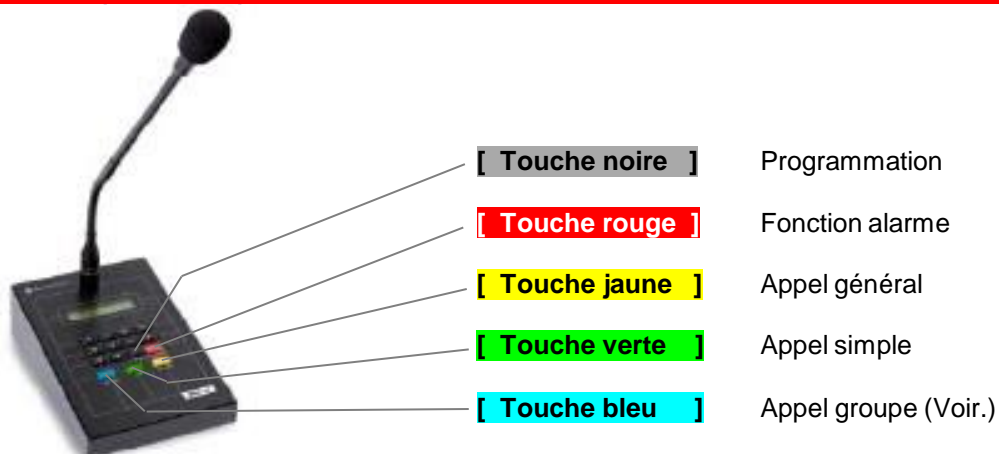 [ Touche noire ] Programmation
[ Touche rouge ] Fonction alarme
[ Touche jaune ] Appel général
[ Touche verte ] Appel simple
[ Touche bleu ] Appel groupe (Voir.)